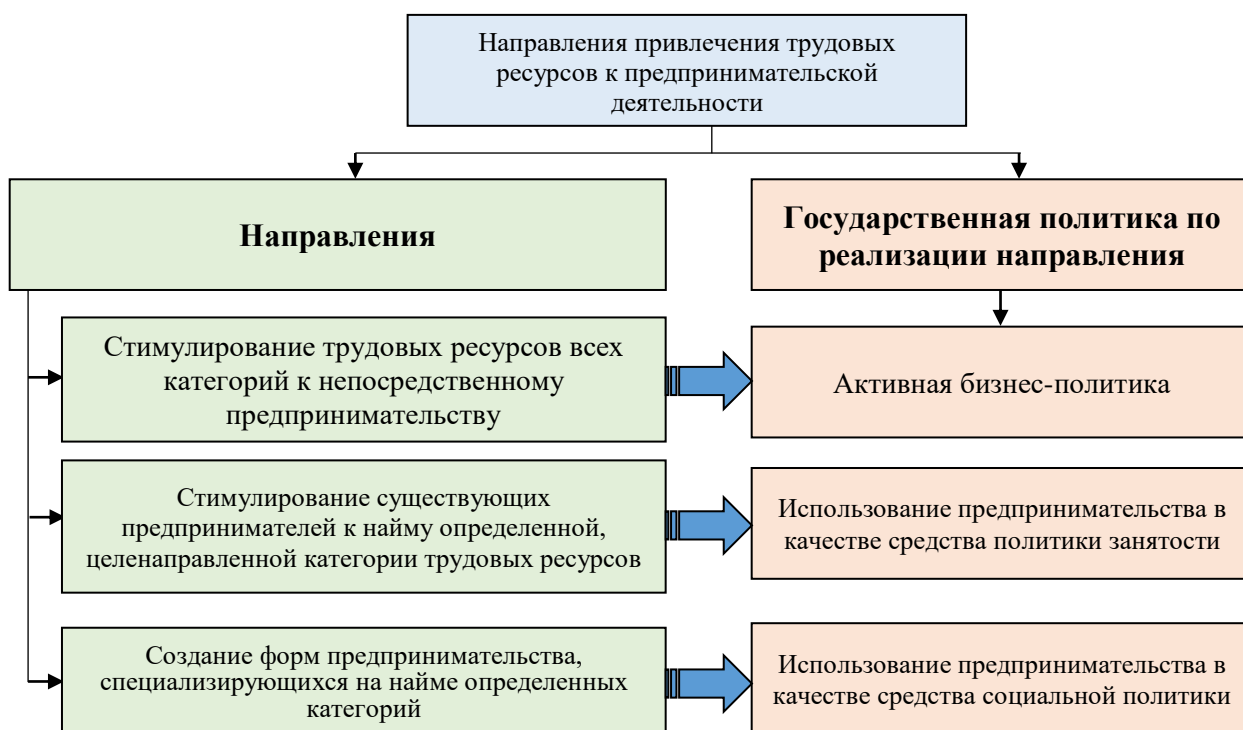 Направления привлечения трудовых
ресурсов к предпринимательской
деятельности
Направления
Государственная политика по
реализации направления
Стимулирование трудовых ресурсов всех
категорий к непосредственному
предпринимательству
Активная бизнес-политика
Стимулирование существующих
предпринимателей к найму определенной,
целенаправленной категории трудовых ресурсов
Использование предпринимательства в
качестве средства политики занятости
Создание форм предпринимательства,
специализирующихся на найме определенных
категорий
Использование предпринимательства в
качестве средства социальной политики